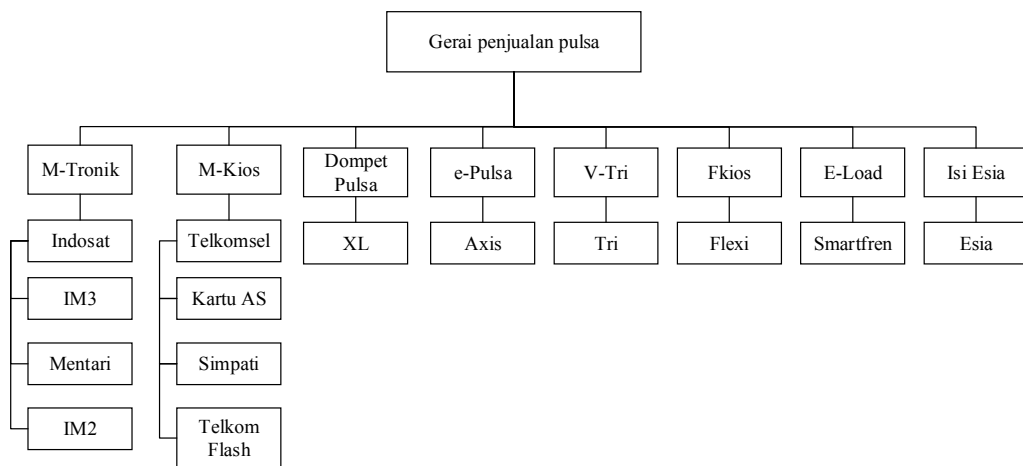 Gerai penjualan pulsa
M-Tronik
M-Kios
Dompet
Pulsa
e-Pulsa
V-Tri
Fkios
E-Load
Isi Esia
Indosat
Telkomsel
XL
Axis
Tri
Flexi
Smartfren
Esia
IM3
Kartu AS
Mentari
Simpati
IM2
Telkom
Flash